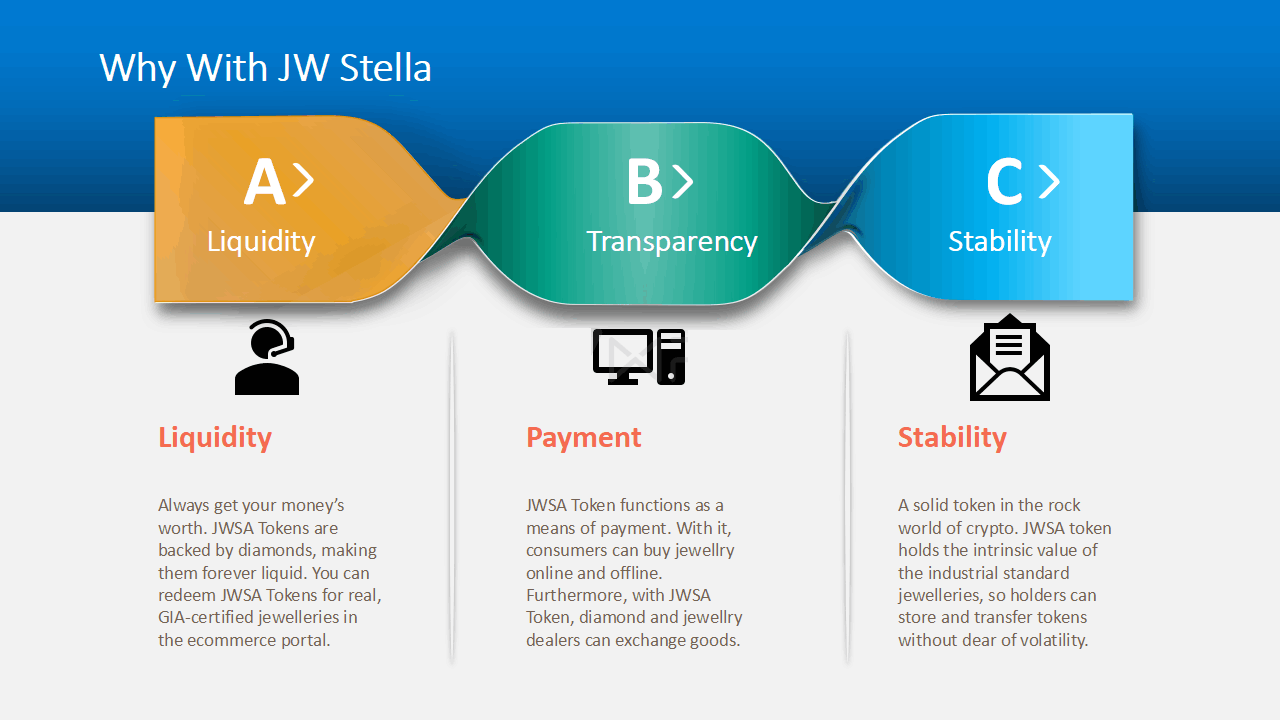 Why With JW Stella
A
Liquidity
B
Transparency
C
Stability
Liquidity
Always get your money's
worth. JWSA Tokens are
backed by diamonds, making
them forever liquid. You can
redeem JWSA Tokens for real,
GIA-certified jewelleries in
the ecommerce portal.
Payment
JWSA Token functions as a
means of payment. With it,
consumers can buy jewellry
online and offline.
Furthermore, with JWSA
Token, diamond and jewellry
dealers can exchange goods.
Stability
A solid token in the rock
world of crypto. JWSA token
holds the intrinsic value of
the industrial standard
jewelleries, so holders can
store and transfer tokens
without dear of volatility.